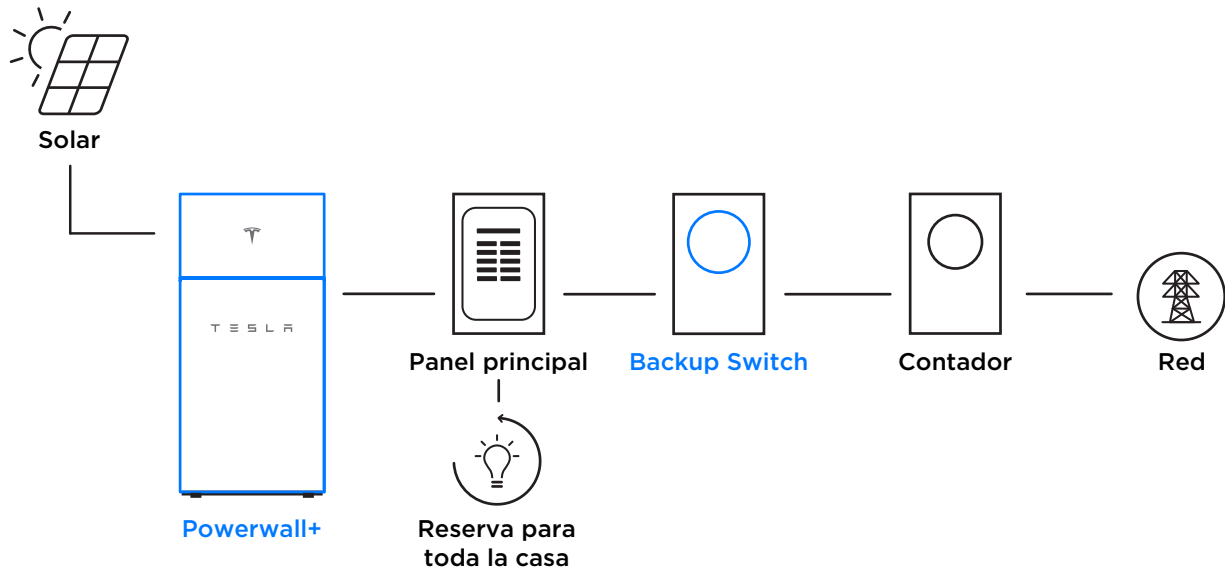 Solar
TESLA
Panel principal
Backup Switch
Contador
Red
Powerwall+
Reserva para
toda la casa